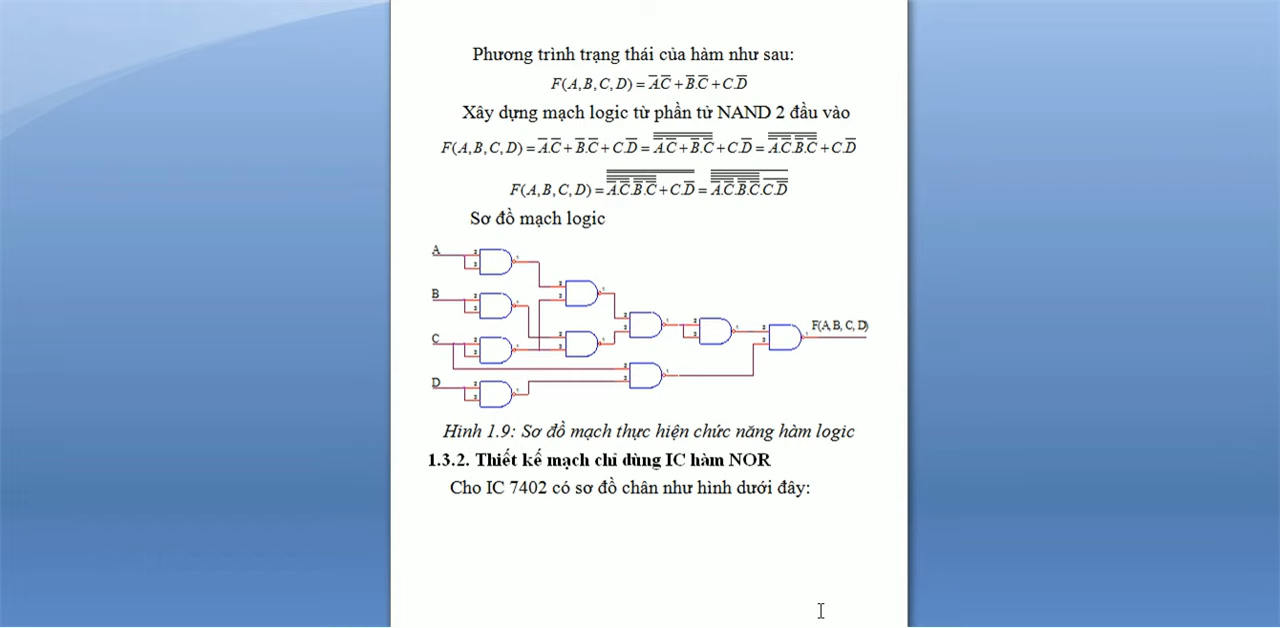 Phương trình trạng thái của hàm như sau:
F(A,B,C,D) = A̅.C̅ + B̅.C̅ + C.D̅
Xây dựng mạch logic từ phần tử NAND 2 đầu vào
F(A,B,C,D) = A̅.C̅ + B̅.C̅ + C.D̅ = A̅.C̅ + B̅.C̅ + C.D̅ = A̅.C̅.B̅.C̅ + C.D̅
F(A,B,C,D) = A̅.C̅.B̅.C̅ + C.D̅ = A̅.C̅.B̅.C̅.C.D̅
Sơ đồ mạch logic
A
B
C
D
F(A, B, C, D)
Hình 1.9: Sơ đồ mạch thực hiện chức năng hàm logic
1.3.2. Thiết kế mạch chỉ dùng IC hàm NOR
Cho IC 7402 có sơ đồ chân như hình dưới đây: